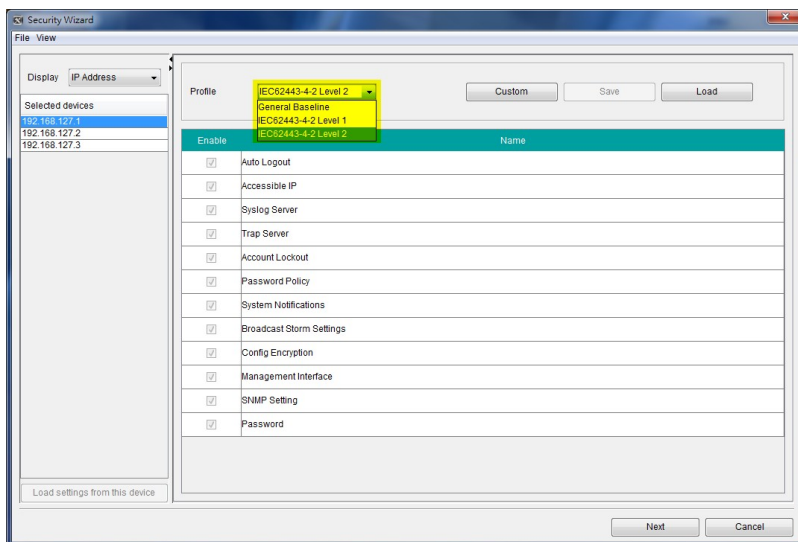 Security Wizard
File View
Display IP Address
Selected devices
192.168.127.1
192.168.127.2
192.168.127.3
Load settings from this device
Profile IEC62443-4-2 Level 2 Custom Save Load
General Baseline
IEC62443-4-2 Level 1
IEC62443-4-2 Level 2
Enable Name
Auto Logout
Accessible IP
Syslog Server
Trap Server
Account Lockout
Password Policy
System Notifications
Broadcast Storm Settings
Config Encryption
Management Interface
SNMP Setting
Password
Next Cancel